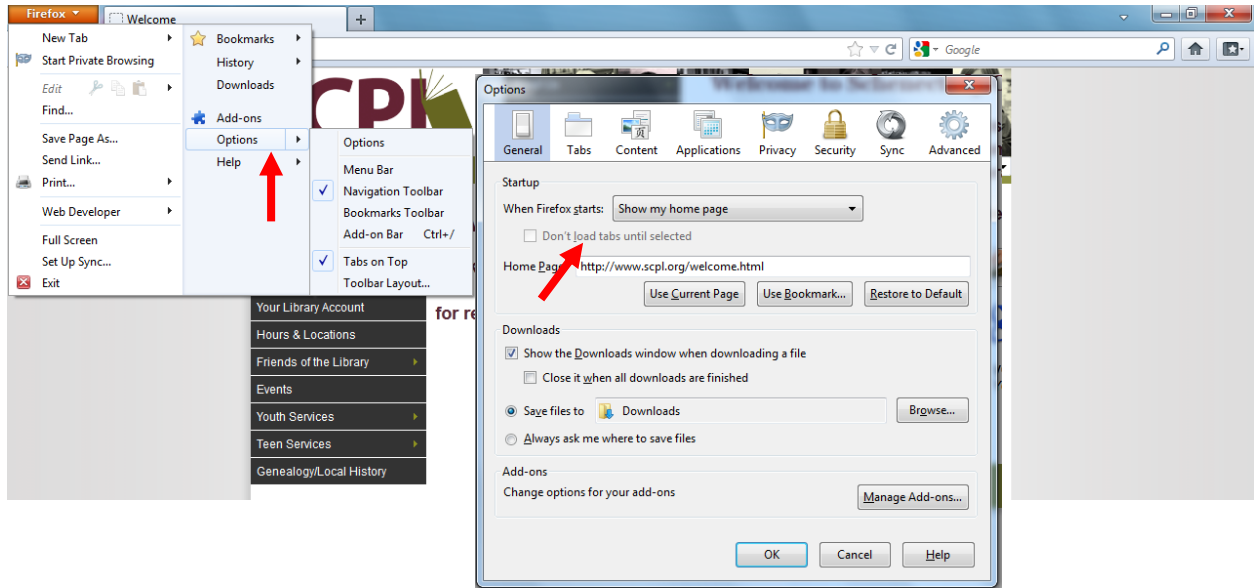 Firefox
Welcome
New Tab
Start Private Browsing
Edit
Find...
Save Page As...
Send Link...
Print...
Web Developer
Full Screen
Set Up Sync...
Exit
Bookmarks
History
Downloads
Add-ons
Options
Help
Options
Menu Bar
Navigation Toolbar
Bookmarks Toolbar
Add-on Bar Ctrl+/
Tabs on Top
Toolbar Layout...
Google
CPL
Your Library Account
Hours & Locations
Friends of the Library
Events
Youth Services
Teen Services
Genealogy/Local History
for
Options
Welcome to
General Tabs Content Applications Privacy Security Sync Advanced
Startup
When Firefox starts: Show my home page
Don't load tabs until selected
Home http://www.scpl.org/welcome.html
Use Current Page Use Bookmark... Restore to Default
Downloads
Show the Downloads window when downloading a file
Close it when all downloads are finished
Save files to Downloads Browse...
Always ask me where to save files
Add-ons
Change options for your add-ons Manage Add-ons...
OK Cancel Help